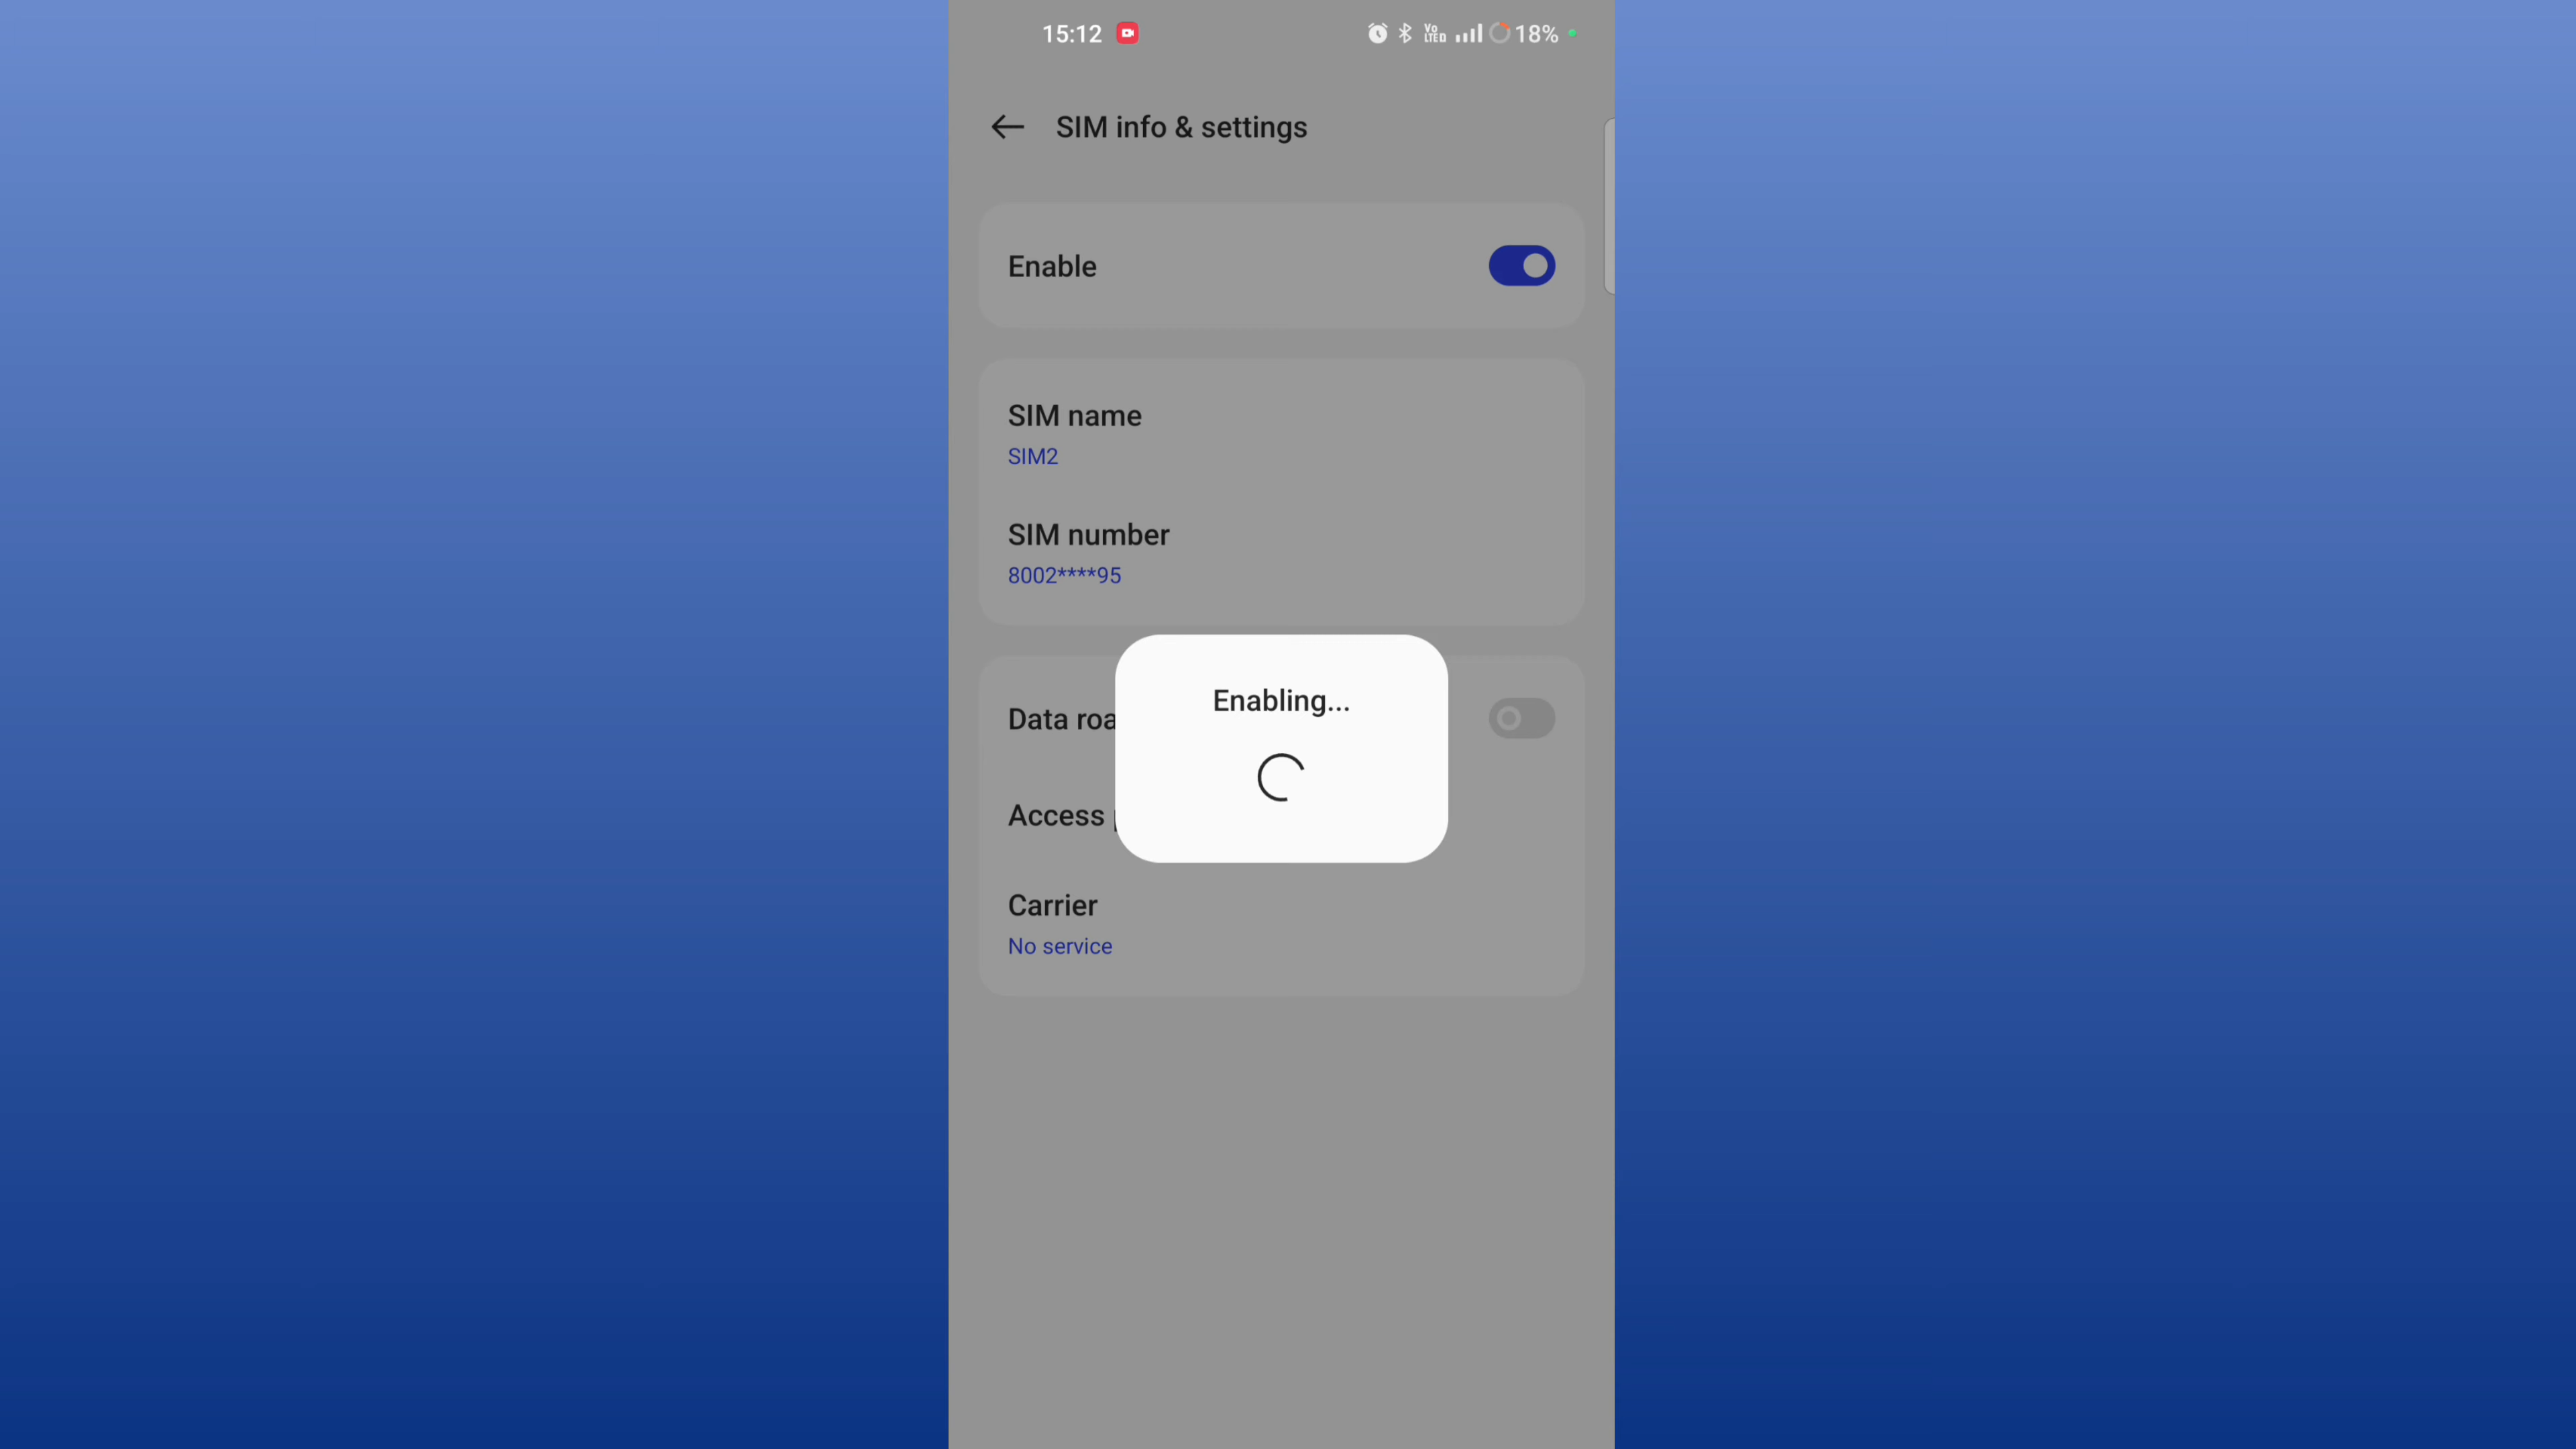 15:12 18%
SIM info & settings
Enable
SIM name
SIM2
SIM number
8002****95
Enabling...
Data roa
Access
Carrier
No service